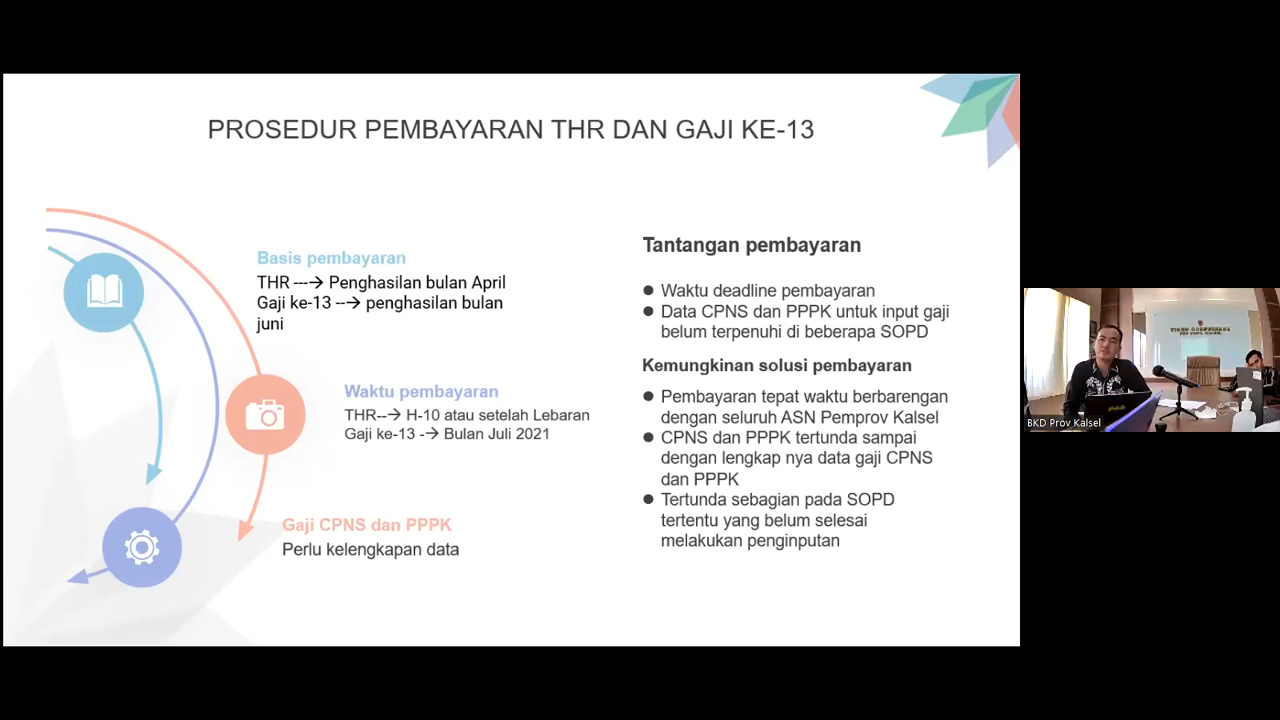 PROSEDUR PEMBAYARAN THR DAN GAJI KE-13
Basis pembayaran
THR ---→ Penghasilan bulan April
Gaji ke-13 --→ penghasilan bulan
juni
Waktu pembayaran
THR--→ H-10 atau setelah Lebaran
Gaji ke-13 -→ Bulan Juli 2021
Gaji CPNS dan PPPK
Perlu kelengkapan data
Tantangan pembayaran
● Waktu deadline pembayaran
● Data CPNS dan PPPK untuk input gaji
belum terpenuhi di beberapa SOPD
Kemungkinan solusi pembayaran
● Pembayaran tepat waktu berbarengan
dengan seluruh ASN Pemprov Kalsel
● CPNS dan PPPK tertunda sampai
dengan lengkap nya data gaji CPNS
dan PPPK
● Tertunda sebagian pada SOPD
tertentu yang belum selesai
melakukan penginputan
BKD Prov Kalsel